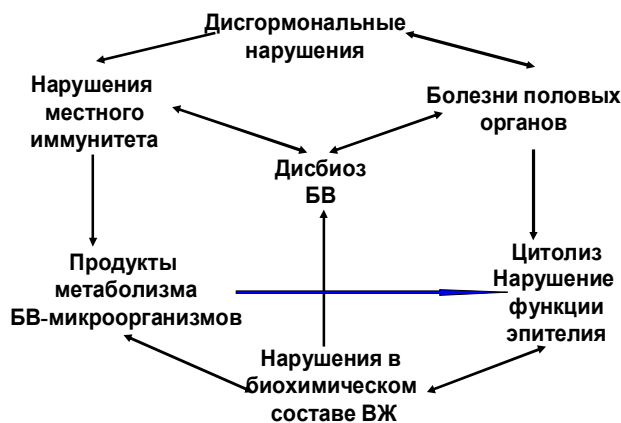 Дисгормональные
нарушения
Нарушения
местного
иммунитета
Болезни половых
органов
Дисбиоз
БВ
Продукты
метаболизма
БВ-микроорганизмов
Цитолиз
Нарушение
функции
эпителия
Нарушения в
биохимическом
составе ВЖ